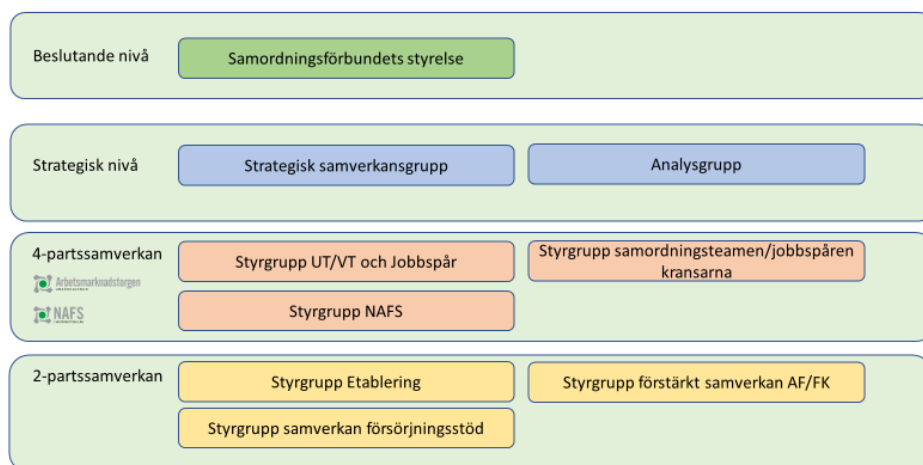 Beslutande nivå
Samordningsförbundets styrelse
Strategisk nivå
Strategisk samverkansgrupp
Analysgrupp
4-partssamverkan
Arbetsmarknadstorgen
NAFS
Styrgrupp UT/VT och Jobbspår
Styrgrupp samordningsteamen/jobbspåren
kransarna
Styrgrupp NAFS
2-partssamverkan
Styrgrupp Etablering
Styrgrupp förstärkt samverkan AF/FK
Styrgrupp samverkan försörjningsstöd